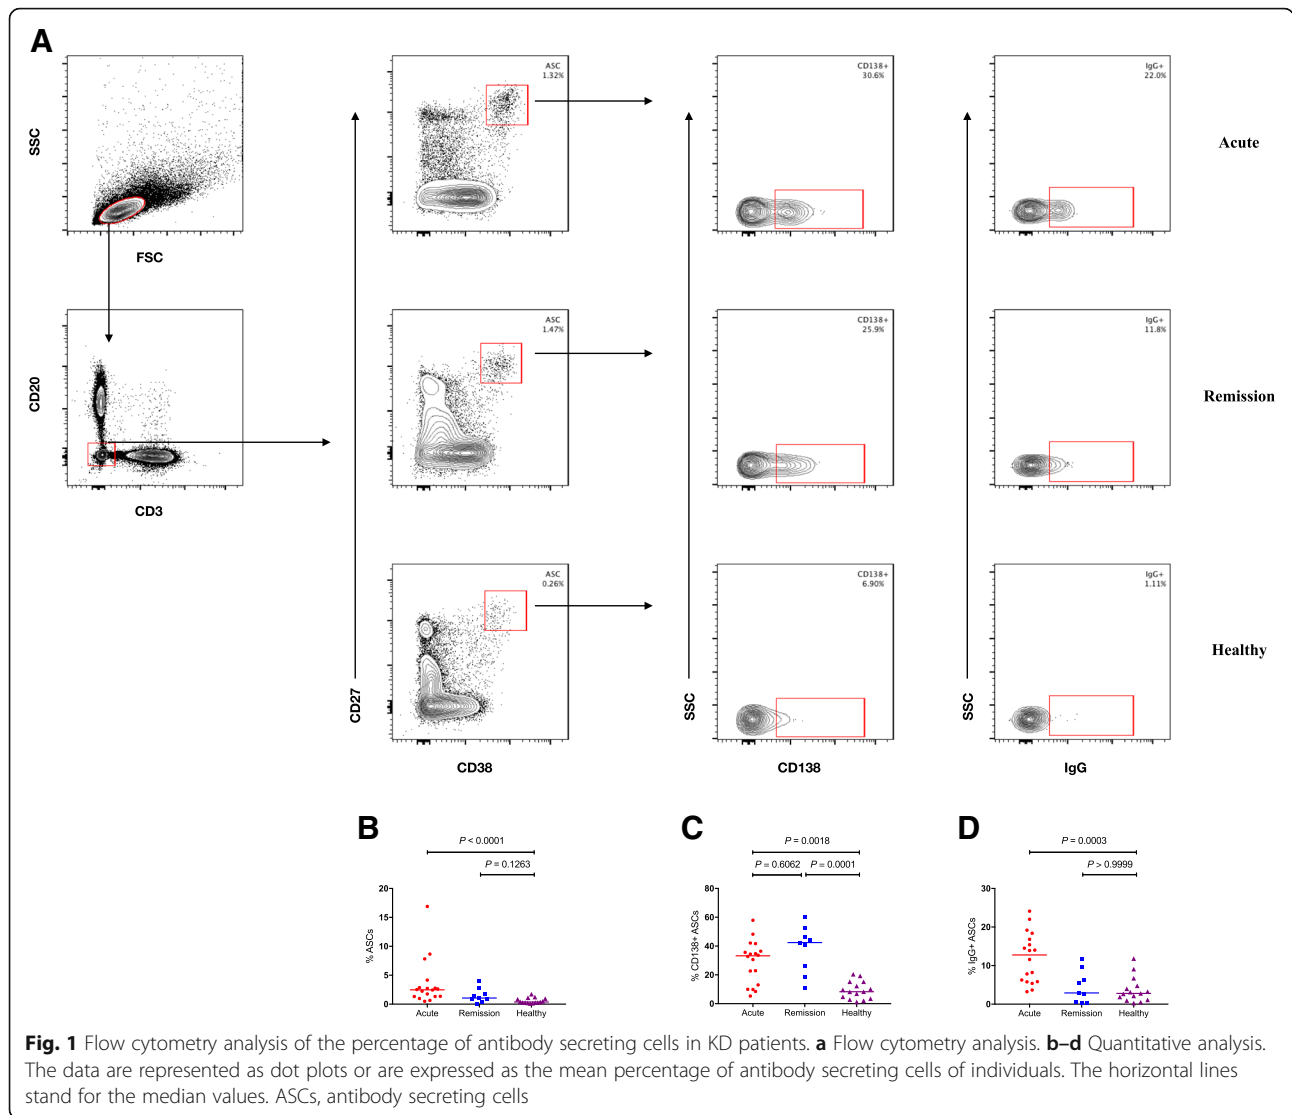 A
SSC
FSC
CD20
CD3
ASC
1.32%
CD138+
30.6%
IgG+
22.0%
Acute
ASC
1.47%
CD138+
25.9%
IgG+
11.8%
Remission
ASC
0.26%
CD138+
6.90%
IgG+
1.11%
Healthy
CD27
SSC
SSC
CD38
CD138
IgG
B
P < 0.0001
P = 0.1263
% ASCs
20
15
10
5
0
Acute
Remission
Healthy
C
P = 0.0018
P = 0.6062
P = 0.0001
% CD138+ ASCs
80
60
40
20
0
Acute
Remission
Healthy
D
P = 0.0003
P > 0.9999
% IgG+ ASCs
30
20
10
0
Acute
Remission
Healthy
Fig. 1 Flow cytometry analysis of the percentage of antibody secreting cells in KD patients. a Flow cytometry analysis. b–d Quantitative analysis.
The data are represented as dot plots or are expressed as the mean percentage of antibody secreting cells of individuals. The horizontal lines
stand for the median values. ASCs, antibody secreting cells